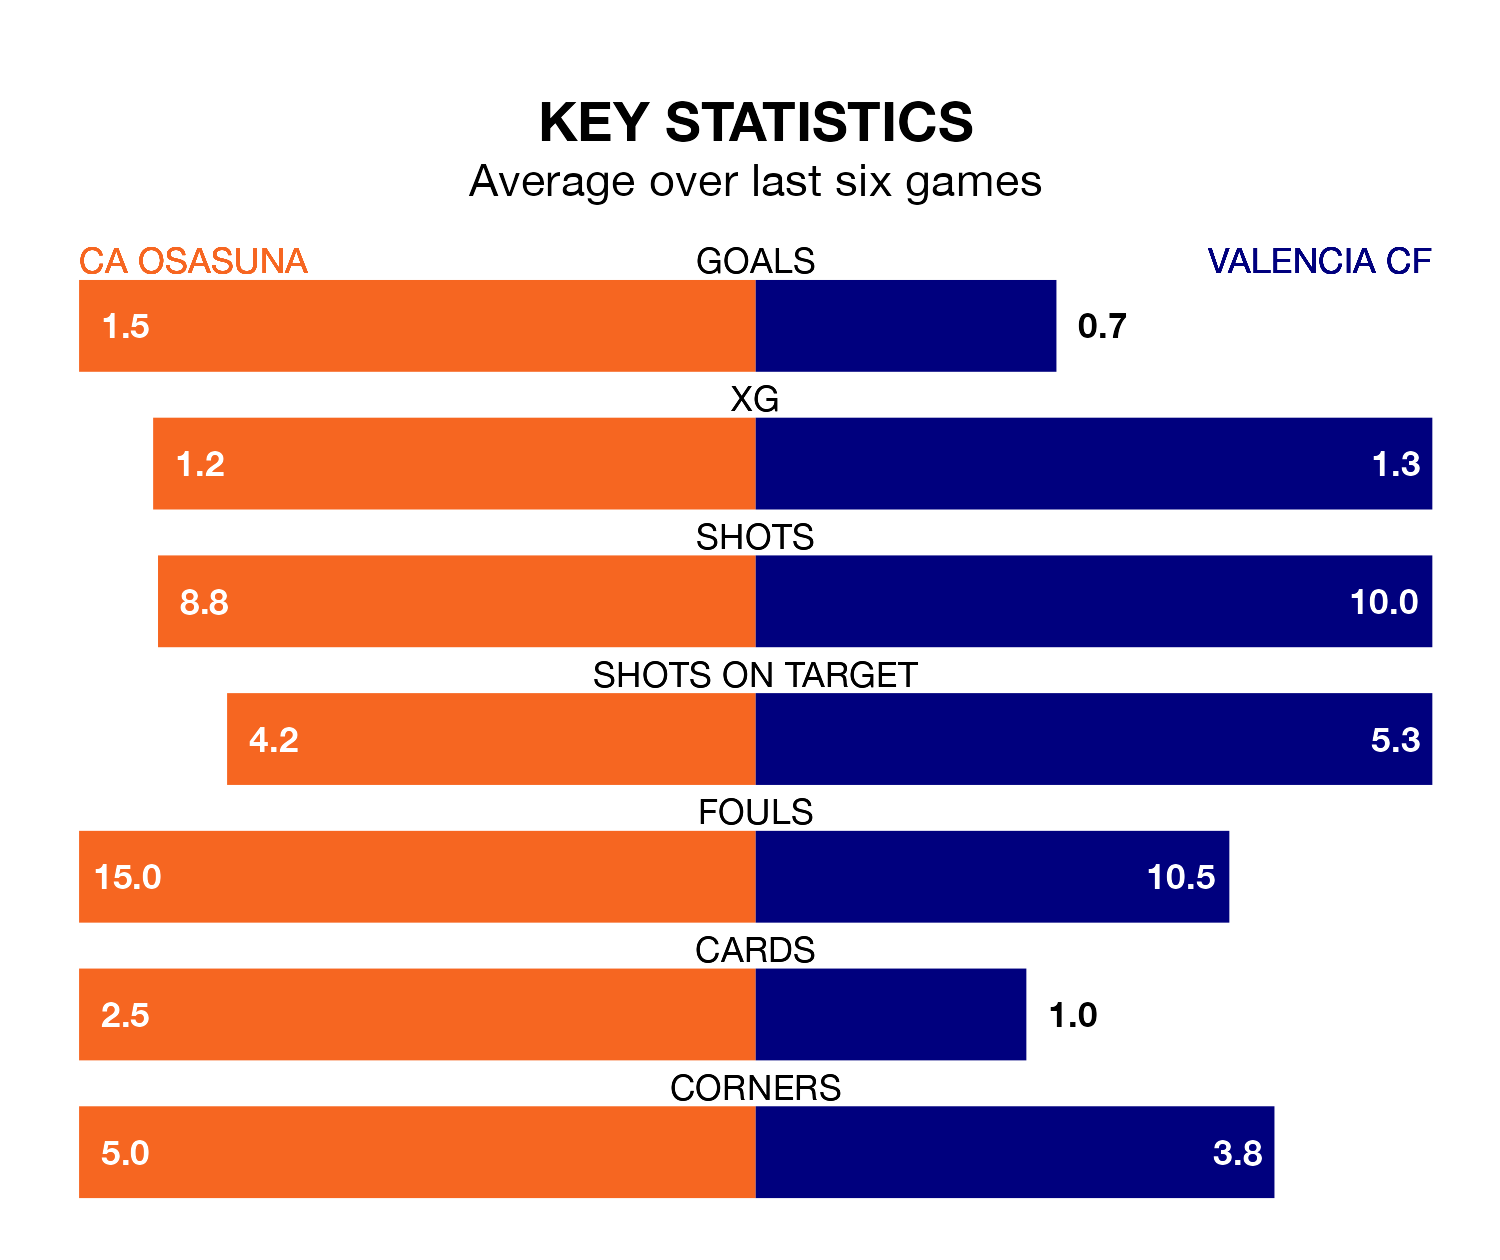 KEY STATISTICS
Average over last six games
CA OSASUNA GOALS VALENCIA CF
1.5 0.7
XG
1.2 1.3
SHOTS
8.8 10.0
SHOTS ON TARGET
4.2 5.3
FOULS
15.0 10.5
CARDS
2.5 1.0
CORNERS
5.0 3.8